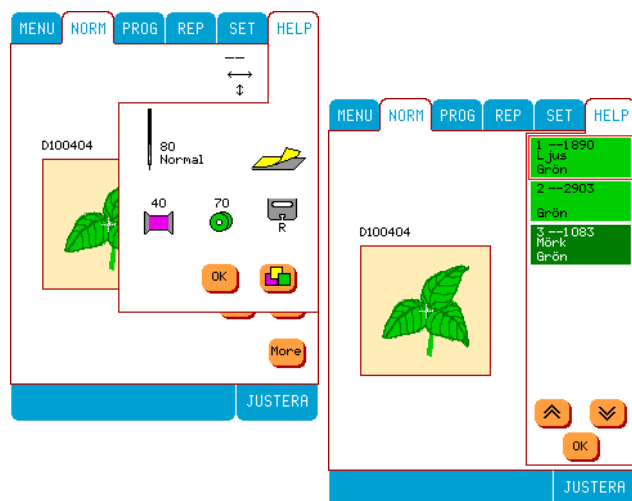 MENU NORM PROG REP SET HELP
--
D100404
80
Normal
40 70
R
OK
More
JUSTERA
MENU NORM PROG REP SET HELP
1 --1890
Ljus
Grön
2 --2903
Grön
3 --1083
Mörk
Grön
D100404
OK
JUSTERA